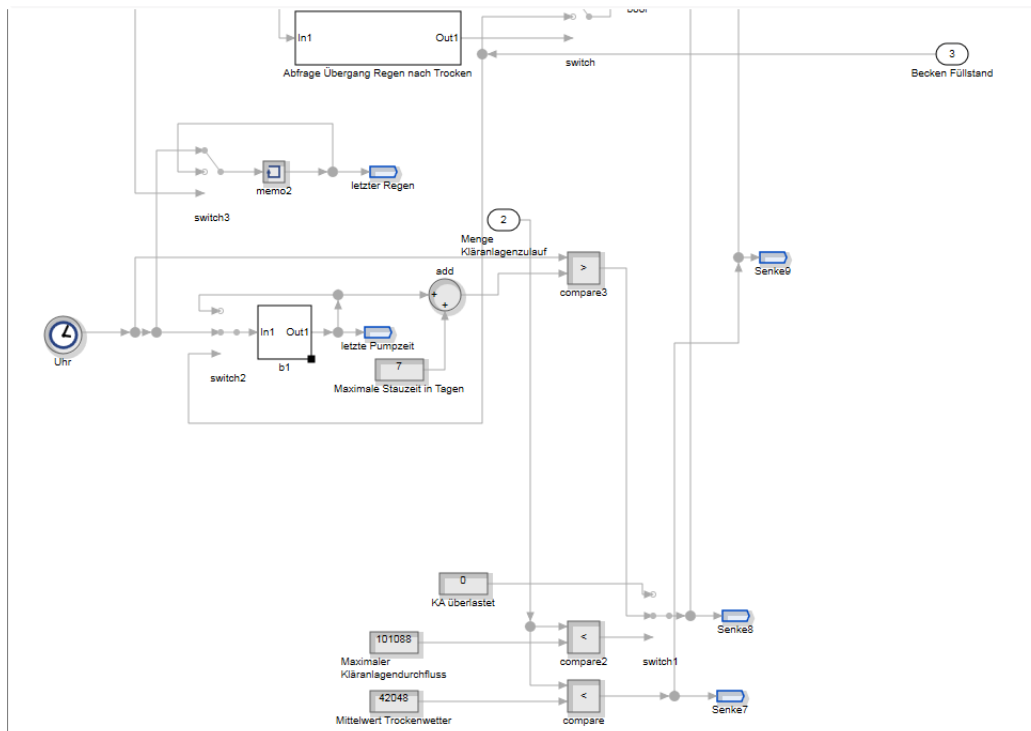 In1
Out1
Abfrage Übergang Regen nach Trocken
switch
3
Becken Füllstand
memo2
letzter Regen
switch3
2
Menge
Kläranlagenzulauf
add
+
+
>
compare3
Senke9
Uhr
In1
Out1
b1
letzte Pumpzeit
switch2
7
Maximale Stauzeit in Tagen
0
KA überlastet
Senke8
101088
Maximaler
Kläranlagendurchfluss
<
compare2
switch1
42048
Mittelwert Trockenwetter
<
compare
Senke7